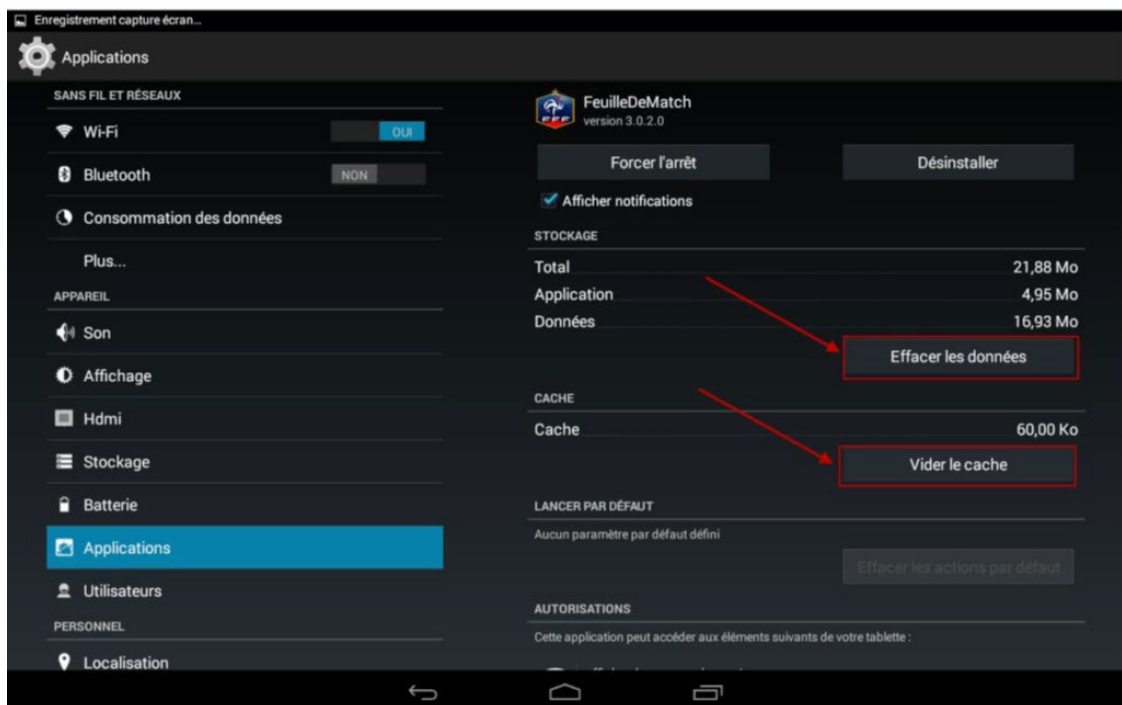 Enregistrement capture écran...
Applications
SANS FIL ET RÉSEAUX
Wi-Fi
OUI
Bluetooth
NON
Consommation des données
Plus...
APPAREIL
Son
Affichage
Hdmi
Stockage
Batterie
Applications
Utilisateurs
PERSONNEL
Localisation
FeuilleDeMatch
version 3.0.2.0
Forcer l'arrêt
Désinstaller
Afficher notifications
STOCKAGE
Total 21,88 Mo
Application 4,95 Mo
Données 16,93 Mo
Effacer les données
CACHE
Cache 60,00 Ko
Vider le cache
LANCER PAR DÉFAUT
Aucun paramètre par défaut défini
Effacer les actions par défaut
AUTORISATIONS
Cette application peut accéder aux éléments suivants de votre tablette :